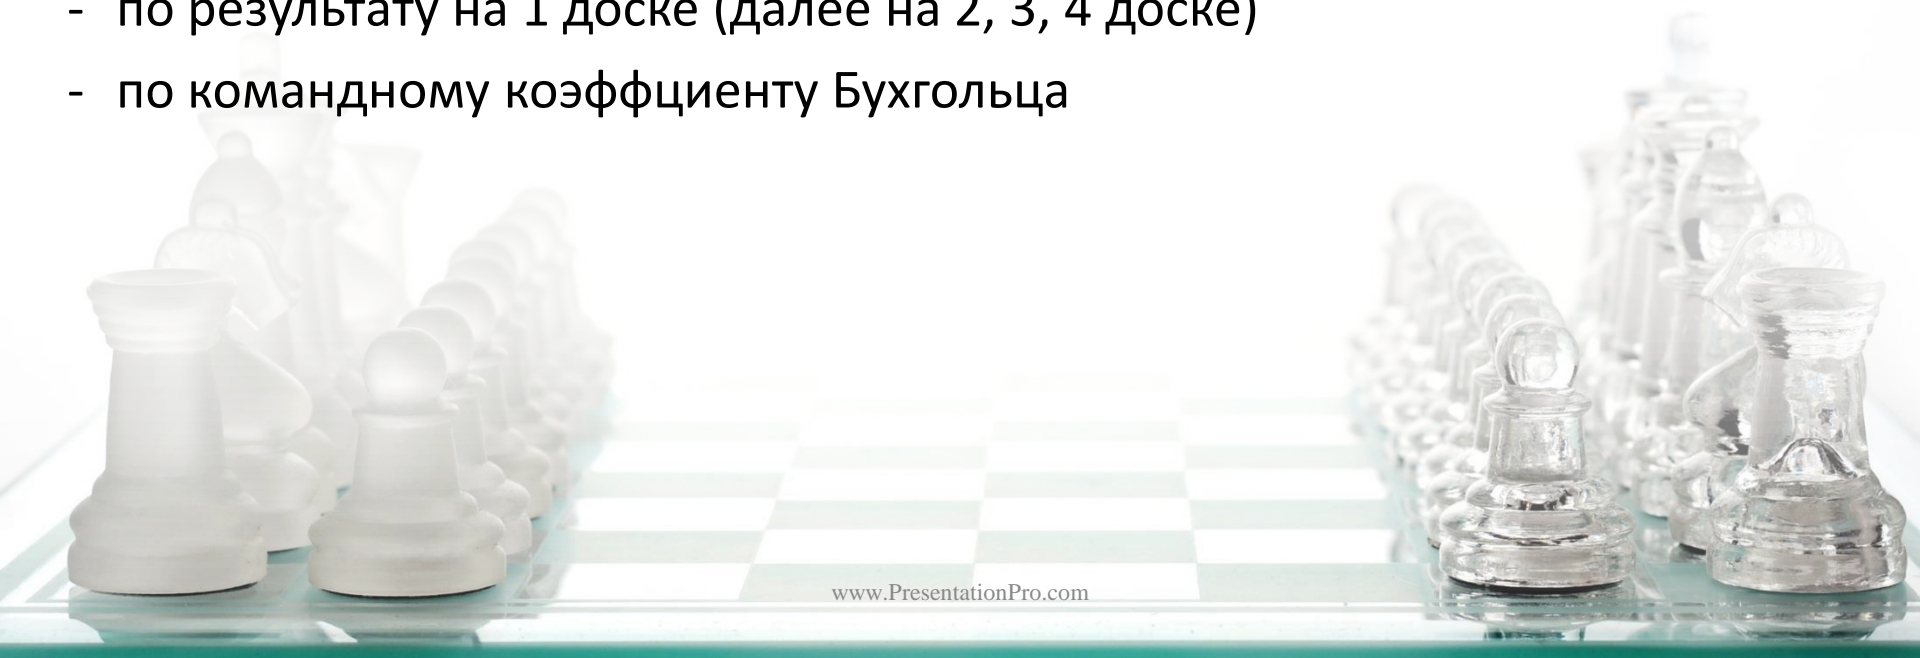 - по результату на 1 доске (далее на 2, 3, 4 доске)
- по командному коэффциенту Бухгольца
www.PresentationPro.com